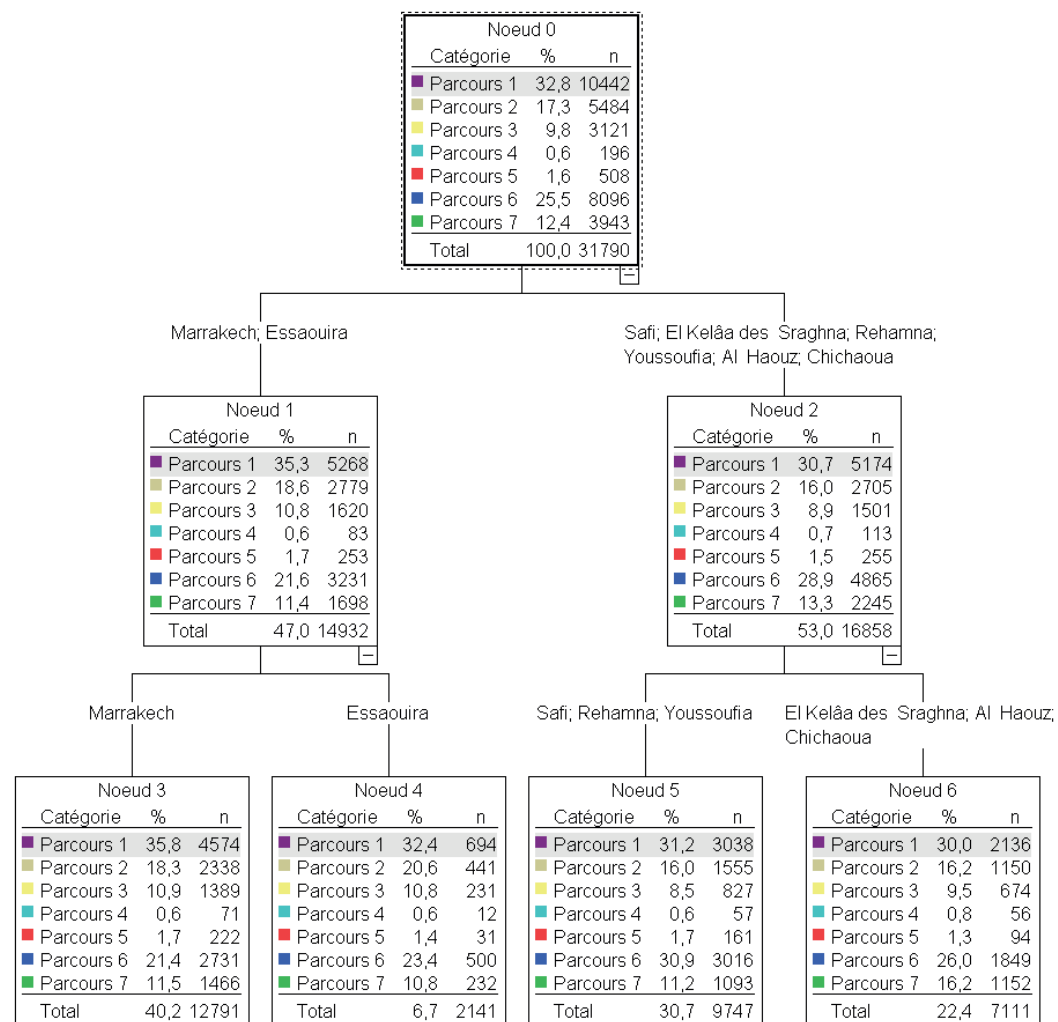 Noeud 0
Catégorie % n
Parcours 1 32,8 10442
Parcours 2 17,3 5484
Parcours 3 9,8 3121
Parcours 4 0,6 196
Parcours 5 1,6 508
Parcours 6 25,5 8096
Parcours 7 12,4 3943
Total 100,0 31790
Marrakech; Essaouira
Safi; El Kelâa des Sraghna; Rehamna;
Youssoufia; Al Haouz; Chichaoua
Noeud 1
Catégorie % n
Parcours 1 35,3 5268
Parcours 2 18,6 2779
Parcours 3 10,8 1620
Parcours 4 0,6 83
Parcours 5 1,7 253
Parcours 6 21,6 3231
Parcours 7 11,4 1698
Total 47,0 14932
Noeud 2
Catégorie % n
Parcours 1 30,7 5174
Parcours 2 16,0 2705
Parcours 3 8,9 1501
Parcours 4 0,7 113
Parcours 5 1,5 255
Parcours 6 28,9 4865
Parcours 7 13,3 2245
Total 53,0 16858
Marrakech
Essaouira
Safi; Rehamna; Youssoufia
El Kelâa des Sraghna; Al Haouz;
Chichaoua
Noeud 3
Catégorie % n
Parcours 1 35,8 4574
Parcours 2 18,3 2338
Parcours 3 10,9 1389
Parcours 4 0,6 71
Parcours 5 1,7 222
Parcours 6 21,4 2731
Parcours 7 11,5 1466
Total 40,2 12791
Noeud 4
Catégorie % n
Parcours 1 32,4 694
Parcours 2 20,6 441
Parcours 3 10,8 231
Parcours 4 0,6 12
Parcours 5 1,4 31
Parcours 6 23,4 500
Parcours 7 10,8 232
Total 6,7 2141
Noeud 5
Catégorie % n
Parcours 1 31,2 3038
Parcours 2 16,0 1555
Parcours 3 8,5 827
Parcours 4 0,6 57
Parcours 5 1,7 161
Parcours 6 30,9 3016
Parcours 7 11,2 1093
Total 30,7 9747
Noeud 6
Catégorie % n
Parcours 1 30,0 2136
Parcours 2 16,2 1150
Parcours 3 9,5 674
Parcours 4 0,8 56
Parcours 5 1,3 94
Parcours 6 26,0 1849
Parcours 7 16,2 1152
Total 22,4 7111